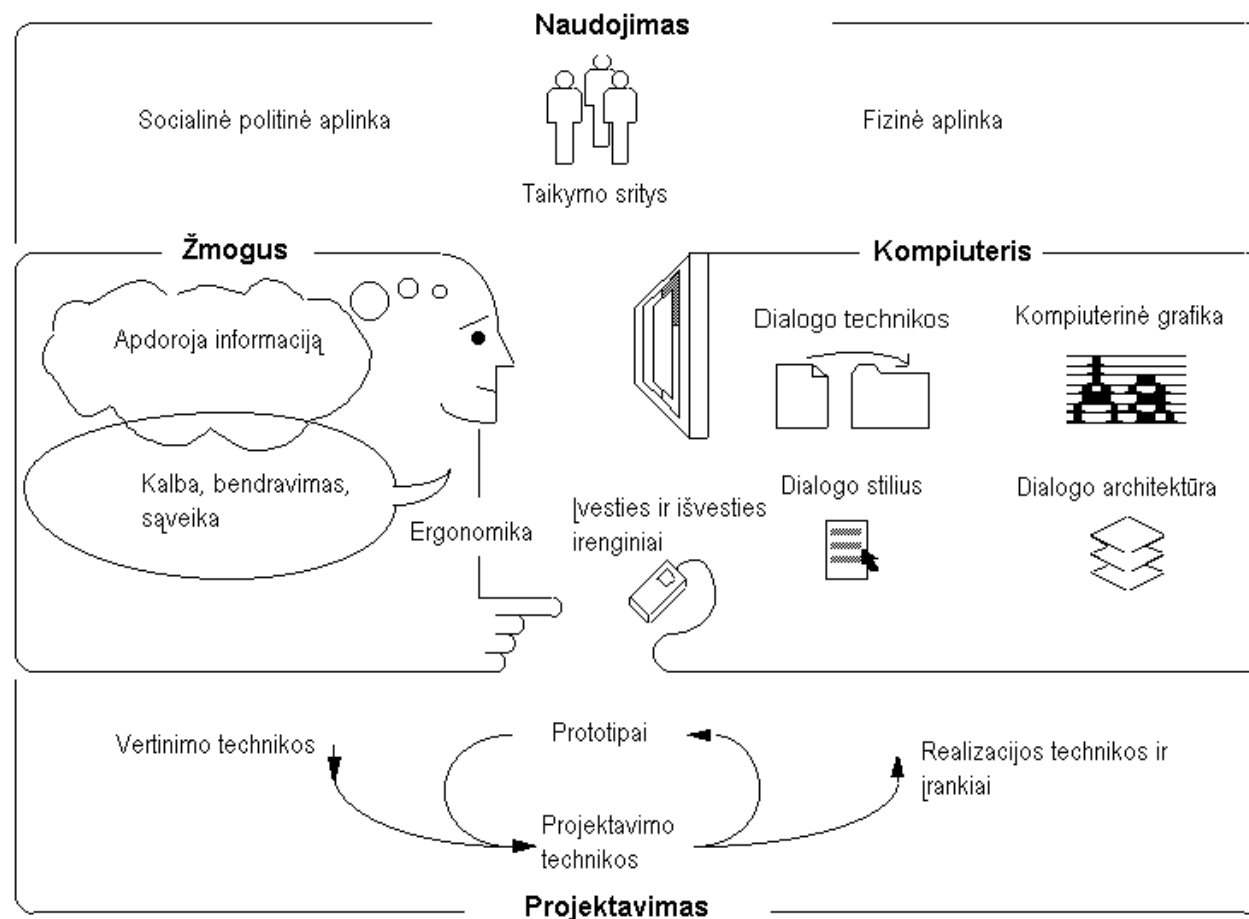 Naudojimas
Socialinė politinė aplinka
Fizinė aplinka
Taikymo sritys
Žmogus
Apdoroja informaciją
Kalba, bendravimas,
sąveika
Ergonomika
Įvesties ir išvesties
irenginiai
Kompiuteris
Dialogo technikos
Kompiuterinė grafika
Dialogo stilius
Dialogo architektūra
Vertinimo technikos
Prototipai
Projektavimo
technikos
Realizacijos technikos ir
įrankiai
Projektavimas